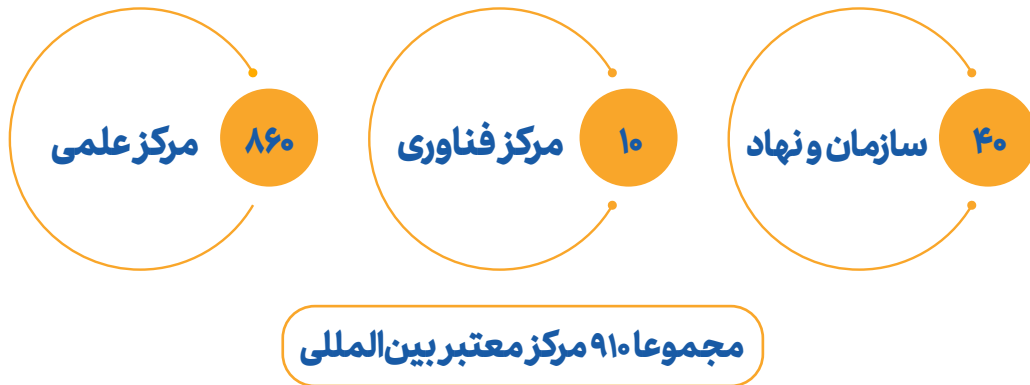 ۴۰ سازمان و نهاد
۱۰ مرکز فناوری
۸۶۰ مرکز علمی
مجموعا ۹۱۰ مرکز معتبر بین‌المللی